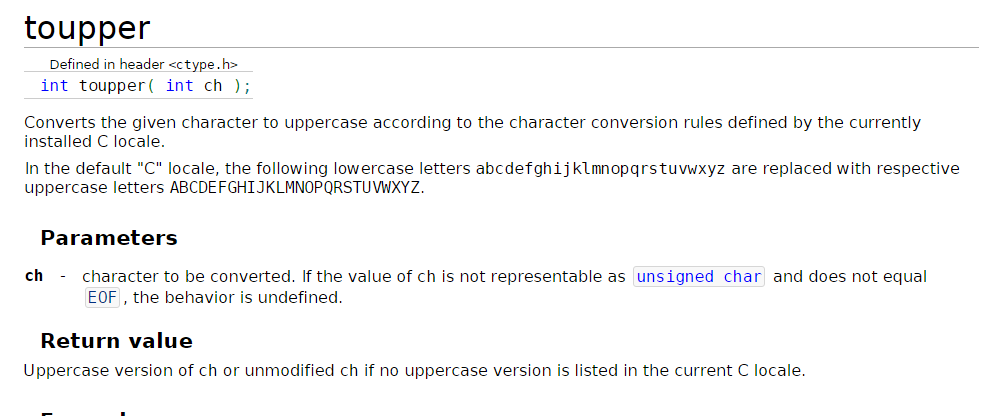 toupper
Defined in header <ctype.h>
int toupper( int ch );
Converts the given character to uppercase according to the character conversion rules defined by the currently
installed C locale.
In the default "C" locale, the following lowercase letters abcdefghijklmnopqrstuvwxyz are replaced with respective
uppercase letters ABCDEFGHIJKLMNOPQRSTUVWXYZ.
Parameters
ch - character to be converted. If the value of ch is not representable as unsigned char and does not equal
EOF, the behavior is undefined.
Return value
Uppercase version of ch or unmodified ch if no uppercase version is listed in the current C locale.